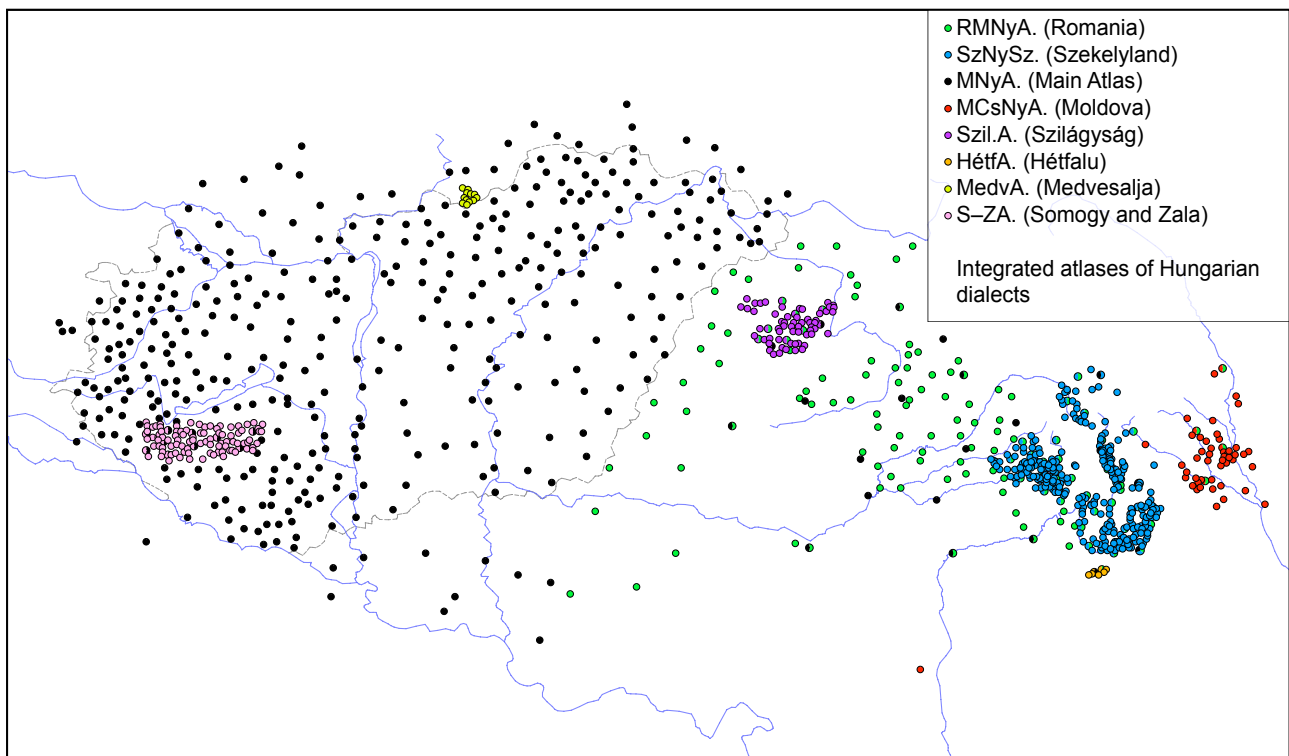 RMNyA. (Romania)
SzNySz. (Szekelyland)
MNyA. (Main Atlas)
MCsNyA. (Moldova)
Szil.A. (Szilágyság)
HétfA. (Hétfalu)
MedvA. (Medvesalja)
S–ZA. (Somogy and Zala)
Integrated atlases of Hungarian
dialects